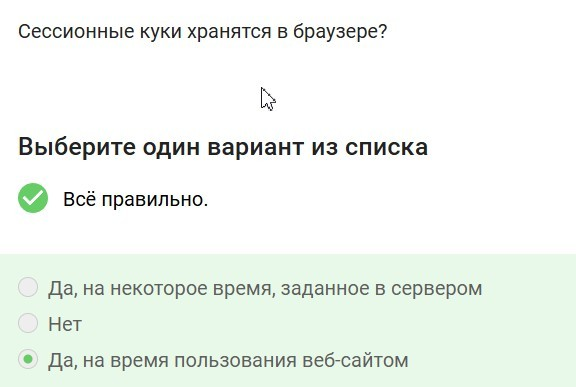 Сессионные куки хранятся в браузере?
Выберите один вариант из списка
Всё правильно.
Да, на некоторое время, заданное в сервером
Нет
Да, на время пользования веб-сайтом